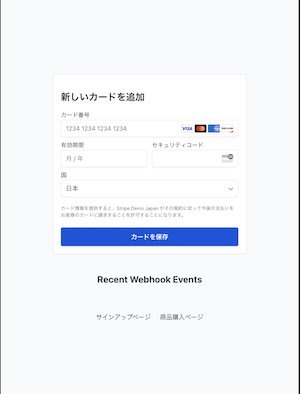 新しいカードを追加
カード番号
1234 1234 1234 1234 VISA
有効期限 セキュリティコード
月 / 年
国
日本
カード情報を提供すると、Stripe Demo Japan がその規約に従って今後の支払いを
お客様のカードに請求することを許可することになります。
カードを保存
Recent Webhook Events
サインアップページ 商品購入ページ